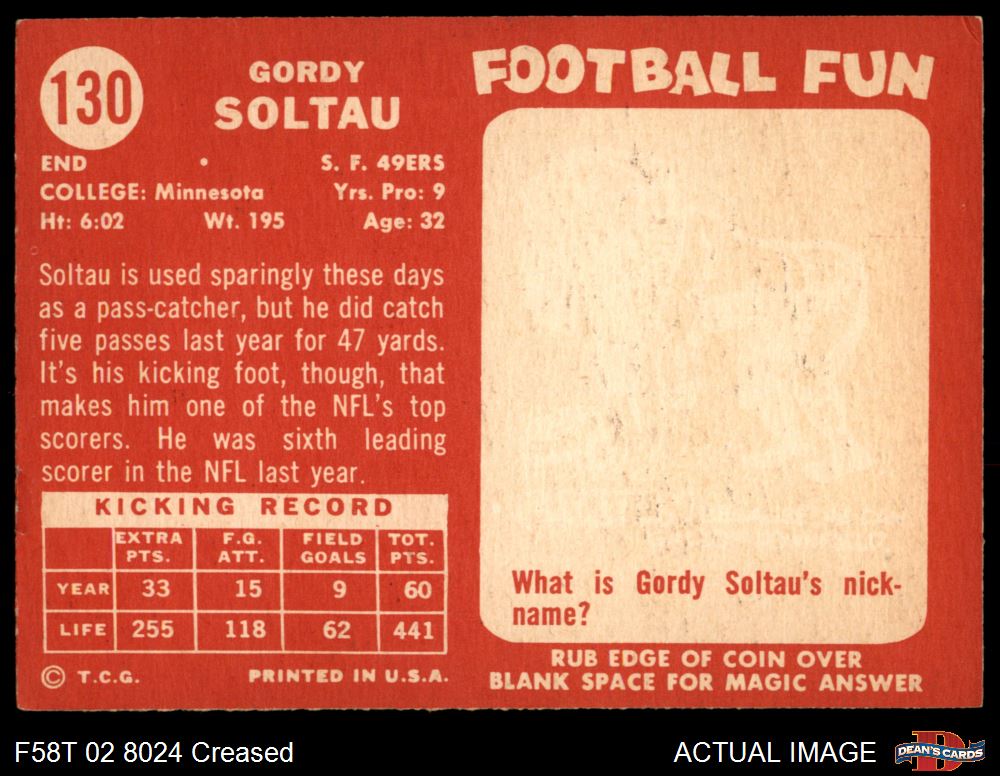 130
GORDY
SOLTAU
END • S. F. 49ERS
COLLEGE: Minnesota Yrs. Pro: 9
Ht: 6:02 Wt. 195 Age: 32
Soltau is used sparingly these days
as a pass-catcher, but he did catch
five passes last year for 47 yards.
It's his kicking foot, though, that
makes him one of the NFL's top
scorers. He was sixth leading
scorer in the NFL last year.
KICKING RECORD
EXTRA PTS. F.G. ATT. FIELD GOALS TOT. PTS.
YEAR 33 15 9 60
LIFE 255 118 62 441
© T.C.G. PRINTED IN U.S.A.
FOOTBALL FUN
What is Gordy Soltau's nick-
name?
RUB EDGE OF COIN OVER
BLANK SPACE FOR MAGIC ANSWER
F58T 02 8024 Creased
ACTUAL IMAGE
D
DEAN'S CARDS